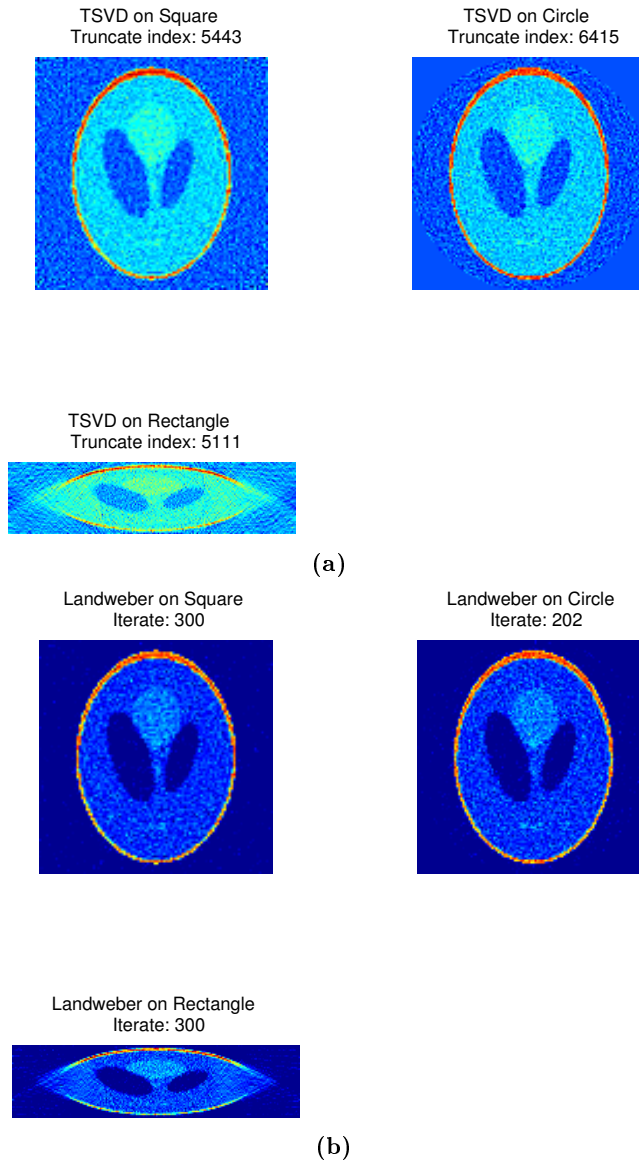 TSVD on Square
Truncate index: 5443
TSVD on Circle
Truncate index: 6415
TSVD on Rectangle
Truncate index: 5111
(a)
Landweber on Square
Iterate: 300
Landweber on Circle
Iterate: 202
Landweber on Rectangle
Iterate: 300
(b)